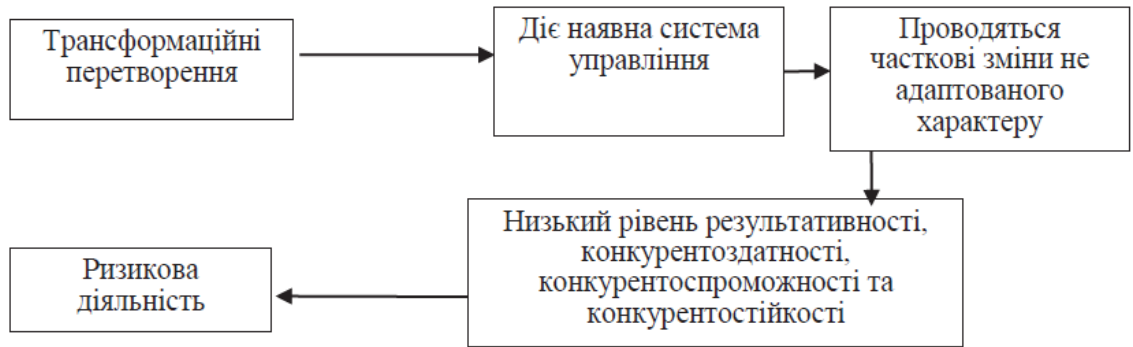 Трансформаційні
перетворення
Діє наявна система
управління
Проводяться
часткові зміни не
адаптованого
характеру
Низький рівень результативності,
конкурентоздатності,
конкурентоспроможності та
конкурентостійкості
Ризикова
діяльність